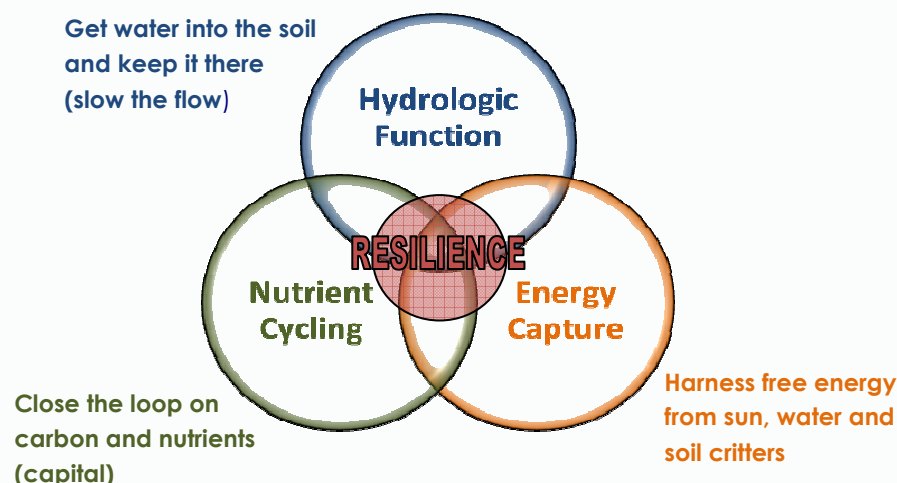 Get water into the soil
and keep it there
(slow the flow)
Hydrologic
Function
RESILIENCE
Nutrient
Cycling
Energy
Capture
Close the loop on
carbon and nutrients
(capital)
Harness free energy
from sun, water and
soil critters